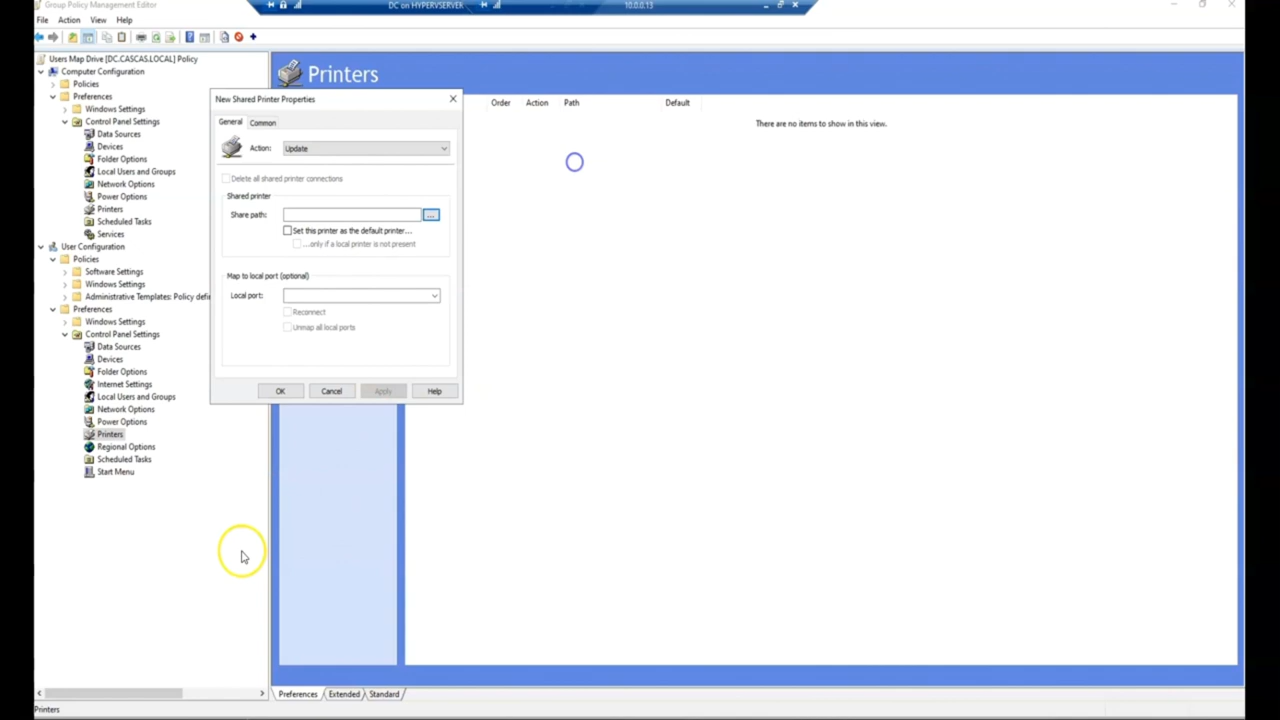 Group Policy Management Editor
DC on HYPERVSERVER
10.0.0.13
File Action View Help
Users Map Drive [DC.CASCAS.LOCAL] Policy
Computer Configuration
Policies
Preferences
Windows Settings
Control Panel Settings
Data Sources
Devices
Folder Options
Local Users and Groups
Network Options
Power Options
Printers
Scheduled Tasks
Services
User Configuration
Policies
Software Settings
Windows Settings
Administrative Templates: Policy defi
Preferences
Windows Settings
Control Panel Settings
Data Sources
Devices
Folder Options
Internet Settings
Local Users and Groups
Network Options
Power Options
Printers
Regional Options
Scheduled Tasks
Start Menu
Printers
New Shared Printer Properties
General Common
Action: Update
Delete all shared printer connections
Shared printer
Share path: ...
Set this printer as the default printer...
...only if a local printer is not present
Map to local port (optional)
Local port:
Reconnect
Unmap all local ports
OK Cancel Apply Help
Order Action Path Default
There are no items to show in this view.
Preferences Extended Standard
Printers